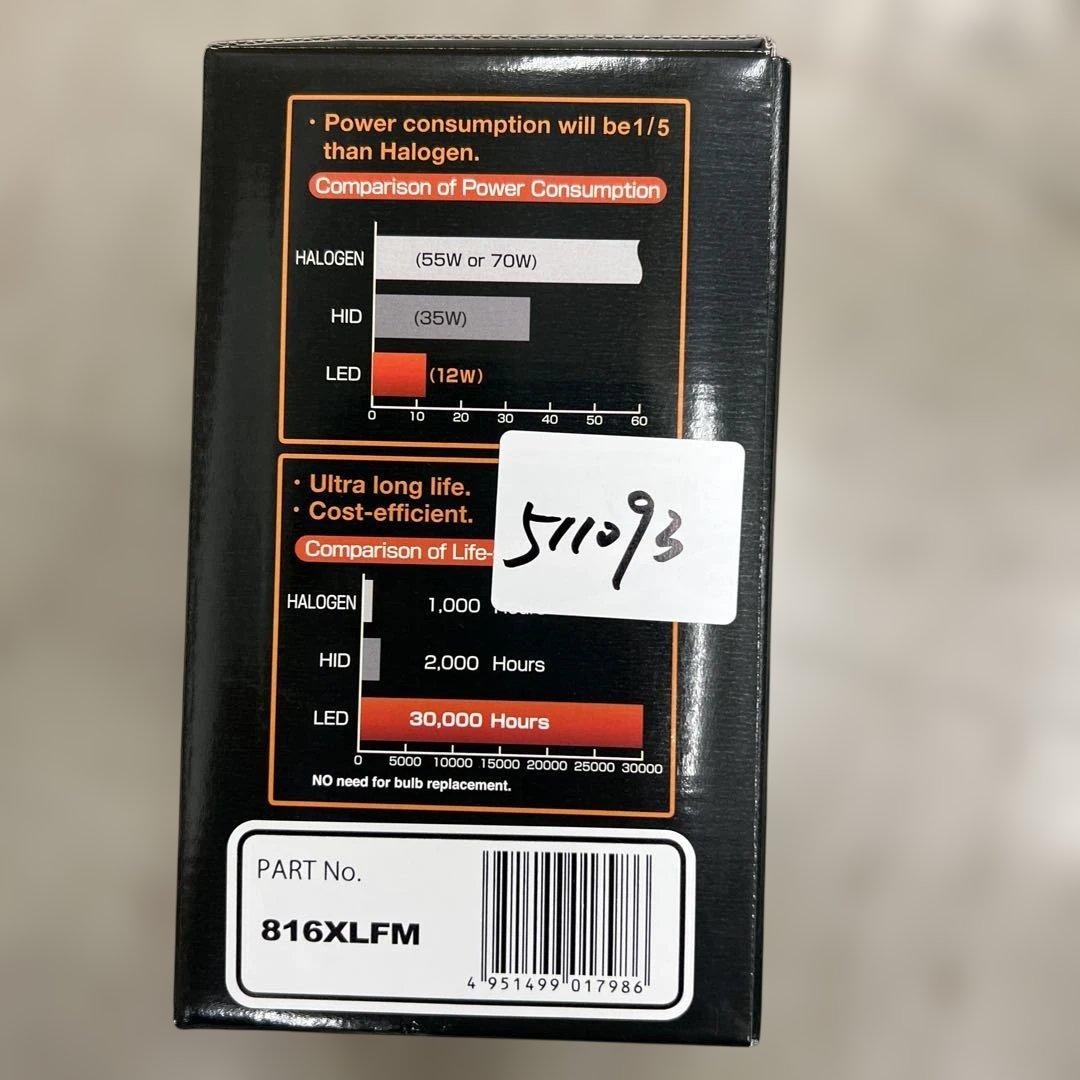 ・Power consumption will be1/5
than Halogen.
Comparison of Power Consumption
HALOGEN (55W or 70W)
HID (35W)
LED (12W)
0 10 20 30 40 50 60
・Ultra long life.
・Cost-efficient.
511093
Comparison of Life-
HALOGEN 1,000 Hours
HID 2,000 Hours
LED 30,000 Hours
0 5000 10000 15000 20000 25000 30000
NO need for bulb replacement.
PART No.
816XLFM
4 951499 017986